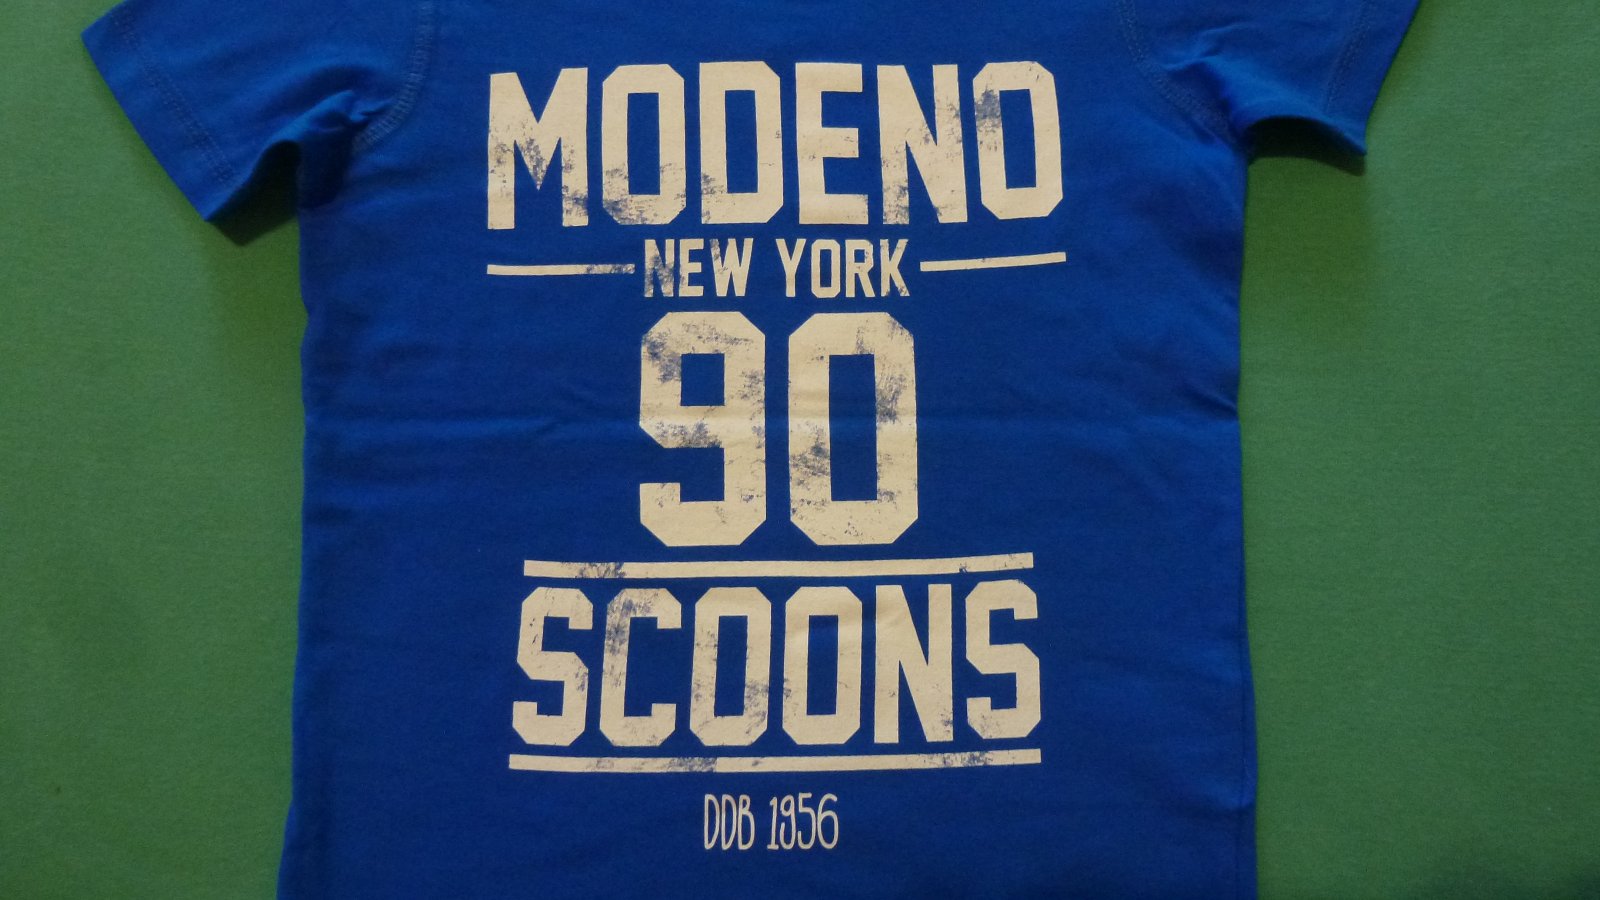 MODENO
NEW YORK
90
SCOONS
DDB 1956